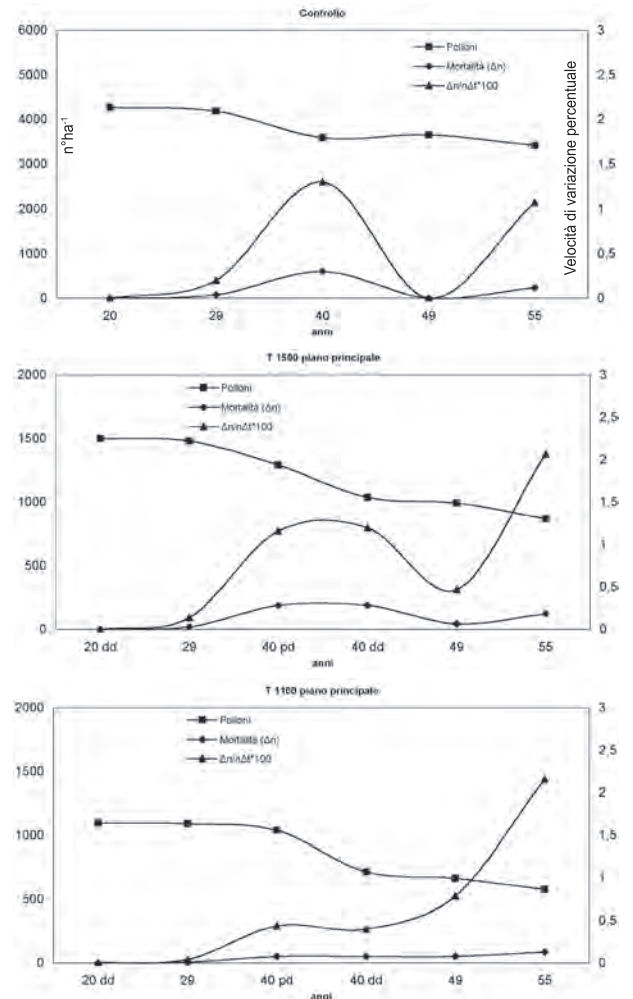 Controllo
6000
5000
4000
3000
2000
1000
0
n°ha-1
Polloni
Mortalità (Δn)
Δn/nΔt*100
3
2,5
2
1,5
1
0,5
0
Velocità di variazione percentuale
20 29 40 49 55
anni
T 1500 piano principale
2000
1500
1000
500
0
Polloni
Mortalità (Δn)
Δn/nΔt*100
3
2,5
2
1,5
1
0,5
0
20 dd 29 40 pd 40 dd 49 55
anni
T 1100 piano principale
2000
1500
1000
500
0
Polloni
Mortalità (Δn)
Δn/nΔt*100
3
2,5
2
1,5
1
0,5
0
20 dd 29 40 pd 40 dd 49 55
anni